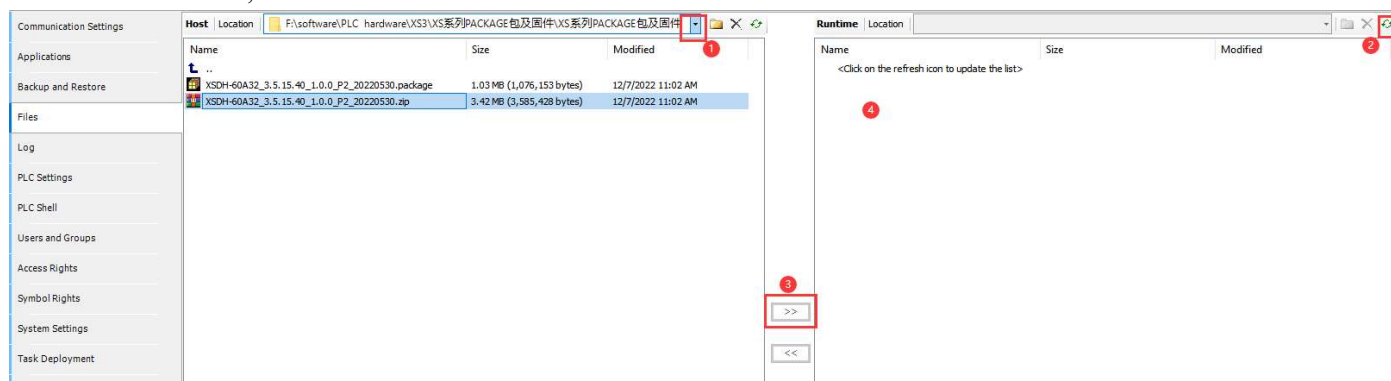 Communication Settings
Applications
Backup and Restore
Files
Log
PLC Settings
PLC Shell
Users and Groups
Access Rights
Symbol Rights
System Settings
Task Deployment
Host Location F:\software\PLC hardware\XS3\XS系列PACKAGE包及固件\XS系列PACKAGE包及固件
1
Name Size Modified
..
XSDH-60A32_3.5.15.40_1.0.0_P2_20220530.package 1.03 MB (1,076,153 bytes) 12/7/2022 11:02 AM
XSDH-60A32_3.5.15.40_1.0.0_P2_20220530.zip 3.42 MB (3,585,428 bytes) 12/7/2022 11:02 AM
3
>>
<<
Runtime Location
2
Name Size Modified
<Click on the refresh icon to update the list>
4